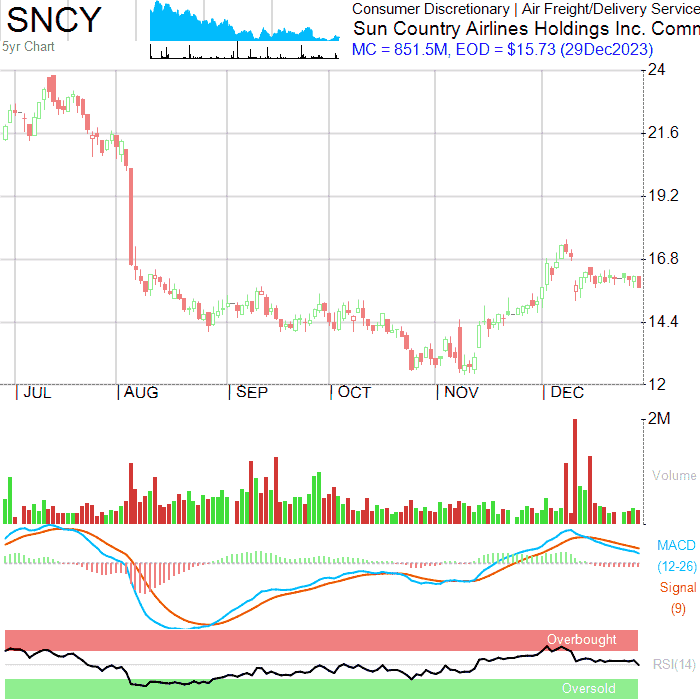 SNCY
5yr Chart
Consumer Discretionary | Air Freight/Delivery Service
Sun Country Airlines Holdings Inc. Comm
MC = 851.5M, EOD = $15.73 (29Dec2023)
24
21.6
19.2
16.8
14.4
12
JUL AUG SEP OCT NOV DEC
2M
Volume
MACD
(12-26)
Signal
(9)
Overbought
RSI(14)
Oversold